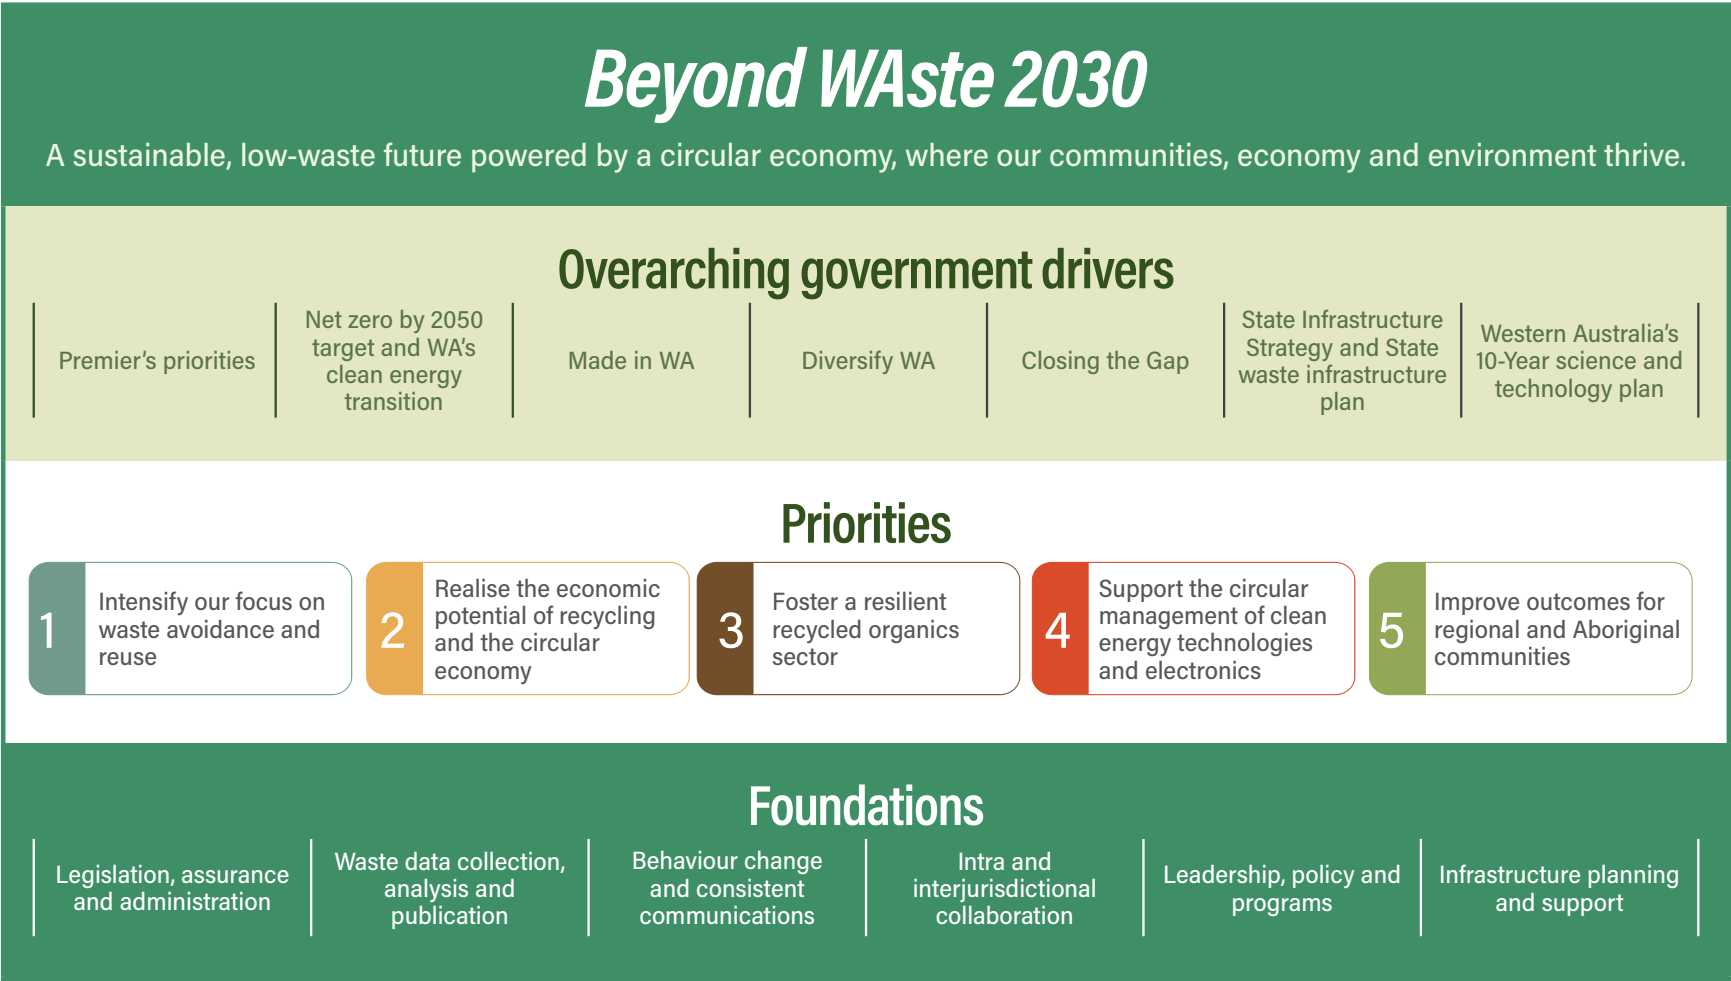 Beyond WAste 2030
A sustainable, low-waste future powered by a circular economy, where our communities, economy and environment thrive.
Overarching government drivers
Premier’s priorities
Net zero by 2050
target and WA’s
clean energy
transition
Made in WA
Diversify WA
Closing the Gap
State Infrastructure
Strategy and State
waste infrastructure
plan
Western Australia’s
10-Year science and
technology plan
Priorities
1
Intensify our focus on
waste avoidance and
reuse
2
Realise the economic
potential of recycling
and the circular
economy
3
Foster a resilient
recycled organics
sector
4
Support the circular
management of clean
energy technologies
and electronics
5
Improve outcomes for
regional and Aboriginal
communities
Foundations
Legislation, assurance
and administration
Waste data collection,
analysis and
publication
Behaviour change
and consistent
communications
Intra and
interjurisdictional
collaboration
Leadership, policy and
programs
Infrastructure planning
and support